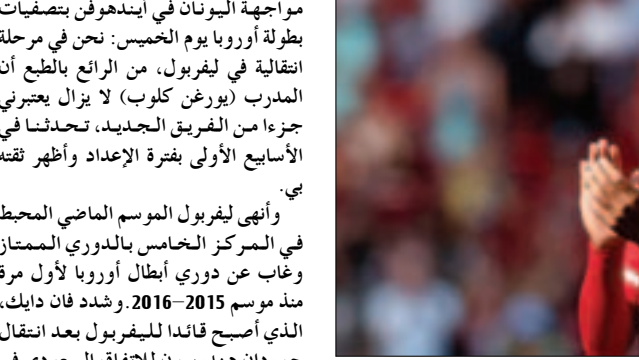 مواجهة اليونان في أيندهوفن بتصفيات
بطولة أوروبا يوم الخميس: نحن في مرحلة
انتقالية في ليفربول، من الرائع بالطبع أن
المدرب (يورغن كلوب) لا يزال يعتبرني
جزءا من الفريق الجديد، تحدثنا في
الأسابيع الأولى بفترة الإعداد وأظهر ثقته
بي.
وأنهى ليفربول الموسم الماضي المحبط
في المركز الخامس بالدوري الممتاز
وغاب عن دوري أبطال أوروبا لأول مرة
منذ موسم 2015–2016. وشدد فان دايك،
الذي أصبح قائدا لليفربول بعد انتقال